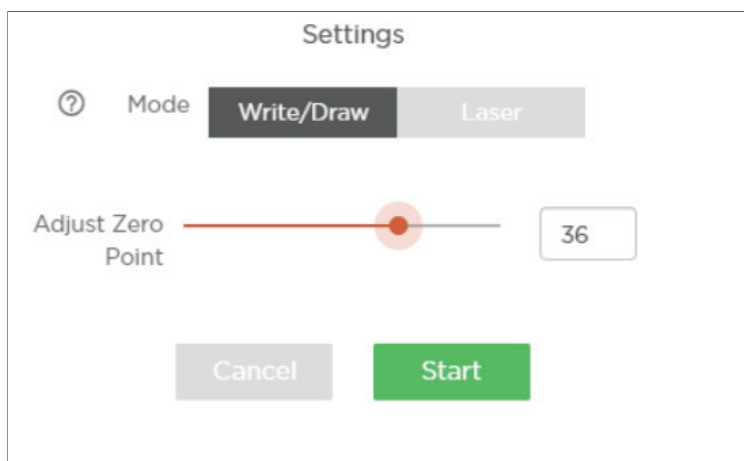 Settings
? Mode Write/Draw Laser
Adjust Zero
Point
36
Cancel Start